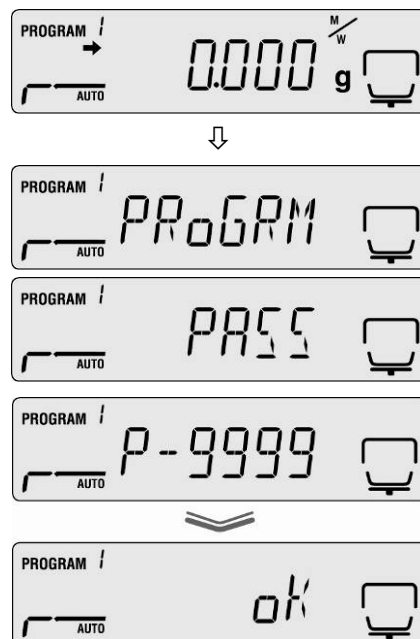 PROGRAM 1
M/W
0.000 g
AUTO
PROGRAM 1
PRoGRM
AUTO
PROGRAM 1
PASS
AUTO
PROGRAM 1
P-9999
AUTO
PROGRAM 1
oK
AUTO